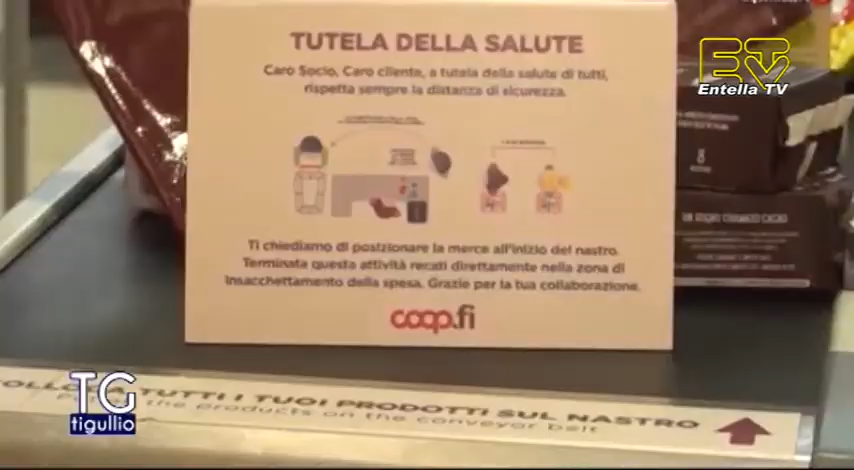 TUTELA DELLA SALUTE
Caro Socio, Caro cliente, a tutela della salute di tutti,
rispetta sempre la distanza di sicurezza.
Ti chiediamo di posizionare la merce all'inizio del nastro.
Terminata questa attività recati direttamente nella zona di
insacchettamento della spesa. Grazie per la tua collaborazione.
coop.fi
ETV
Entella TV
TUTTI I TUOI PRODOTTI SUL NASTRO
the products on the conveyor belt
TG
tigullio